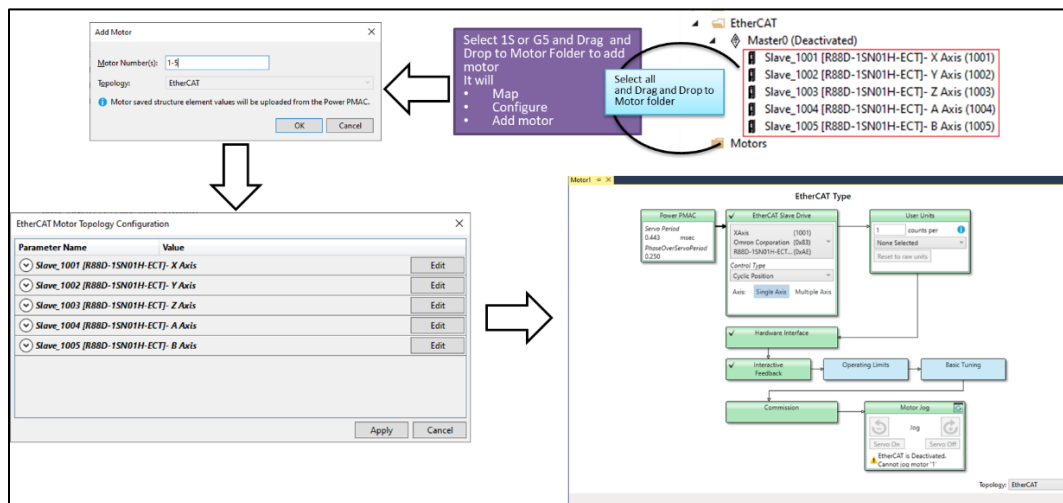 Add Motor
Motor Number(s): 1-5
Topology: EtherCAT
Motor saved structure element values will be uploaded from the Power PMAC.
OK Cancel
Select 1S or G5 and Drag and
Drop to Motor Folder to add
motor
It will
• Map
• Configure
• Add motor
Select all
and Drag and Drop to
Motor folder
EtherCAT
Master0 (Deactivated)
Slave_1001 [R88D-1SN01H-ECT]- X Axis (1001)
Slave_1002 [R88D-1SN01H-ECT]- Y Axis (1002)
Slave_1003 [R88D-1SN01H-ECT]- Z Axis (1003)
Slave_1004 [R88D-1SN01H-ECT]- A Axis (1004)
Slave_1005 [R88D-1SN01H-ECT]- B Axis (1005)
Motors
EtherCAT Motor Topology Configuration
Parameter Name Value
Slave_1001 [R88D-1SN01H-ECT]- X Axis Edit
Slave_1002 [R88D-1SN01H-ECT]- Y Axis Edit
Slave_1003 [R88D-1SN01H-ECT]- Z Axis Edit
Slave_1004 [R88D-1SN01H-ECT]- A Axis Edit
Slave_1005 [R88D-1SN01H-ECT]- B Axis Edit
Apply Cancel
Motor1
EtherCAT Type
Power PMAC
Servo Period
0.443 msec
PhaseOverServoPeriod
0.250
EtherCAT Slave Drive
XAxis (1001)
Omron Corporation (0x83)
R88D-1SN01H-ECT... (0xAE)
Control Type
Cyclic Position
Axis: Single Axis Multiple Axis
User Units
1 counts per
None Selected
Reset to raw units
Hardware Interface
Interactive
Feedback
Operating Limits
Basic Tuning
Commission
Motor Jog
Jog
Servo On Servo Off
EtherCAT is Deactivated.
Cannot jog motor '1'
Topology: EtherCAT